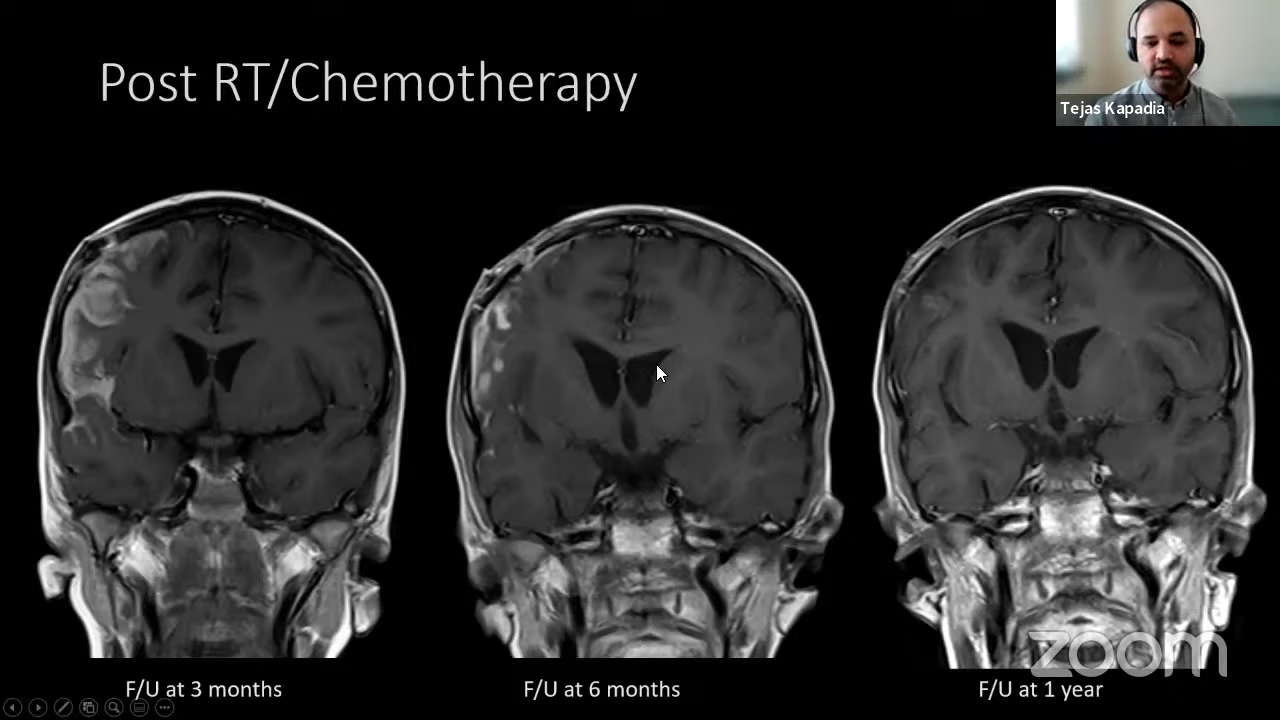 Post RT/Chemotherapy
Tejas Kapadia
F/U at 3 months
F/U at 6 months
F/U at 1 year
zoom